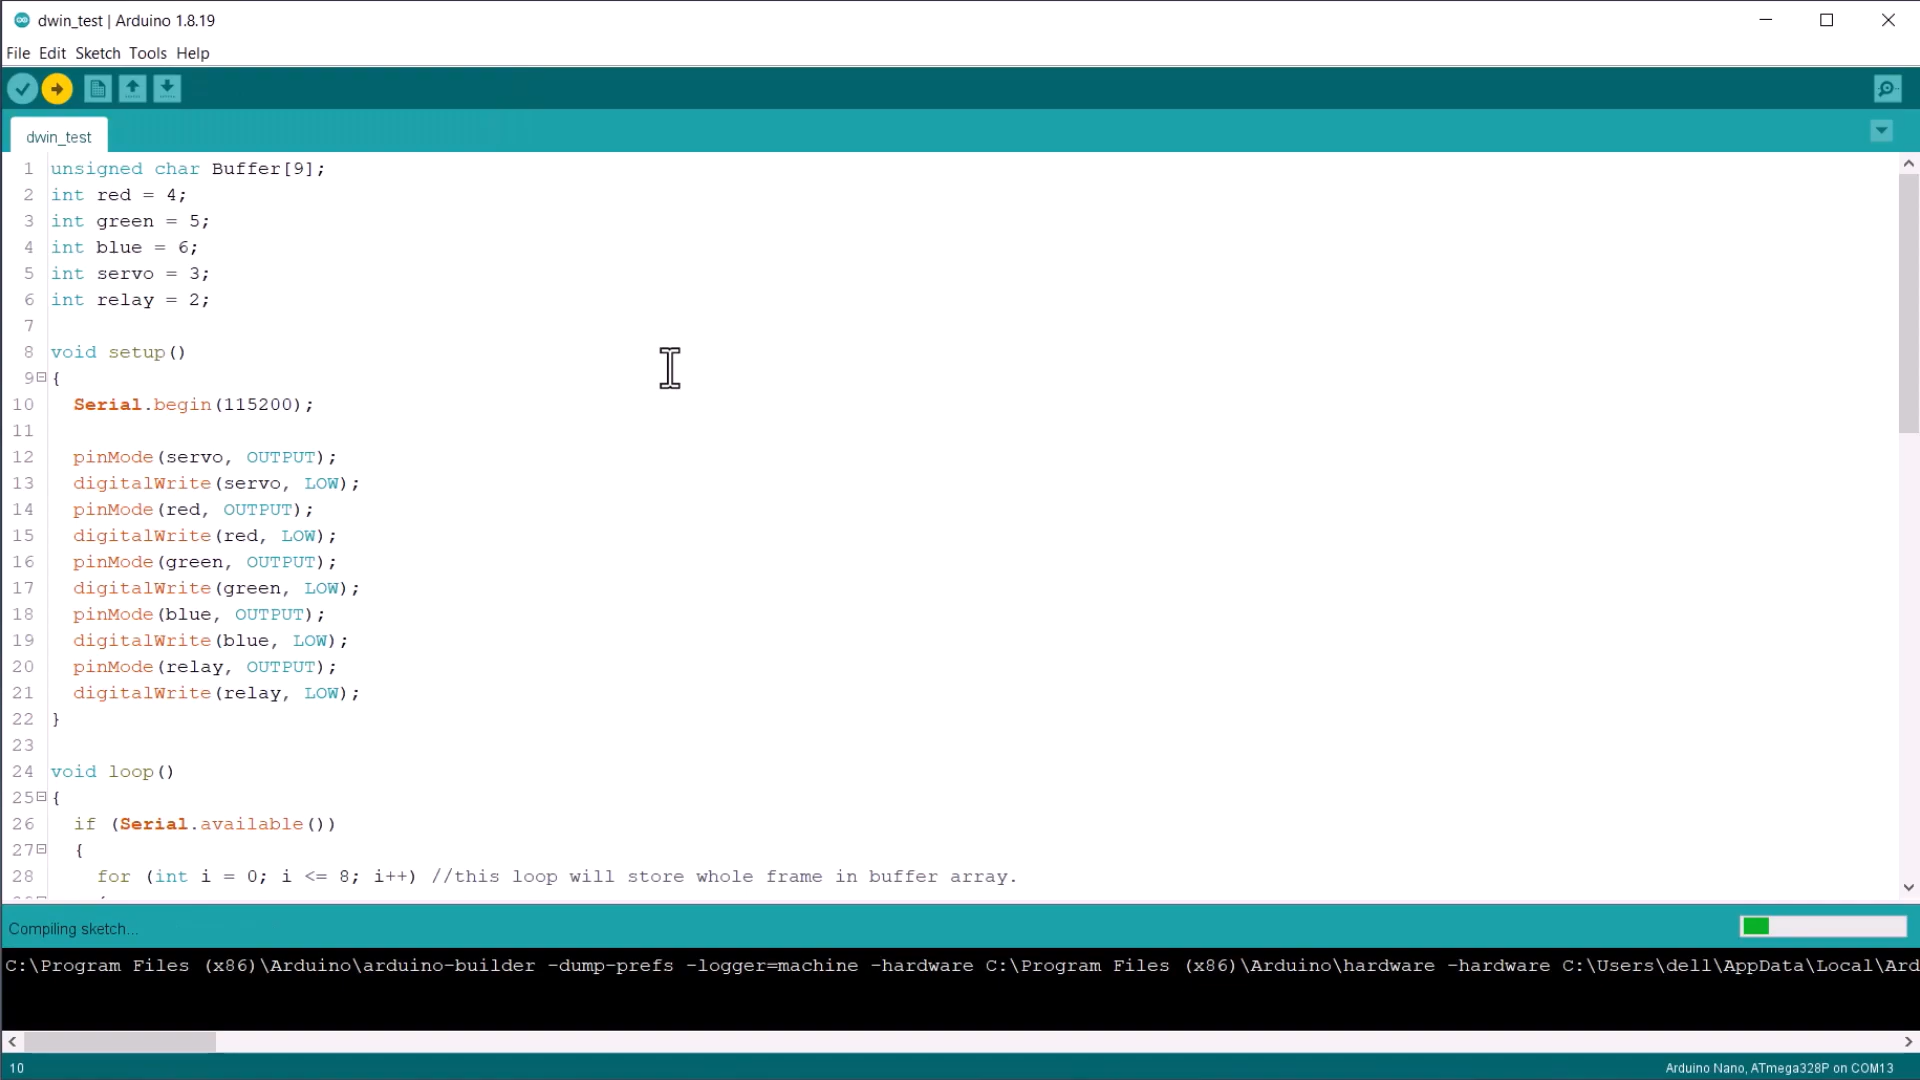 dwin_test | Arduino 1.8.19
File Edit Sketch Tools Help
dwin_test
1 unsigned char Buffer[9];
2 int red = 4;
3 int green = 5;
4 int blue = 6;
5 int servo = 3;
6 int relay = 2;
7
8 void setup()
9 {
10 Serial.begin(115200);
11
12 pinMode(servo, OUTPUT);
13 digitalWrite(servo, LOW);
14 pinMode(red, OUTPUT);
15 digitalWrite(red, LOW);
16 pinMode(green, OUTPUT);
17 digitalWrite(green, LOW);
18 pinMode(blue, OUTPUT);
19 digitalWrite(blue, LOW);
20 pinMode(relay, OUTPUT);
21 digitalWrite(relay, LOW);
22 }
23
24 void loop()
25 {
26 if (Serial.available())
27 {
28 for (int i = 0; i <= 8; i++) //this loop will store whole frame in buffer array.
Compiling sketch...
C:\Program Files (x86)\Arduino\arduino-builder -dump-prefs -logger=machine -hardware C:\Program Files (x86)\Arduino\hardware -hardware C:\Users\dell\AppData\Local\Ard
10
Arduino Nano, ATmega328P on COM13